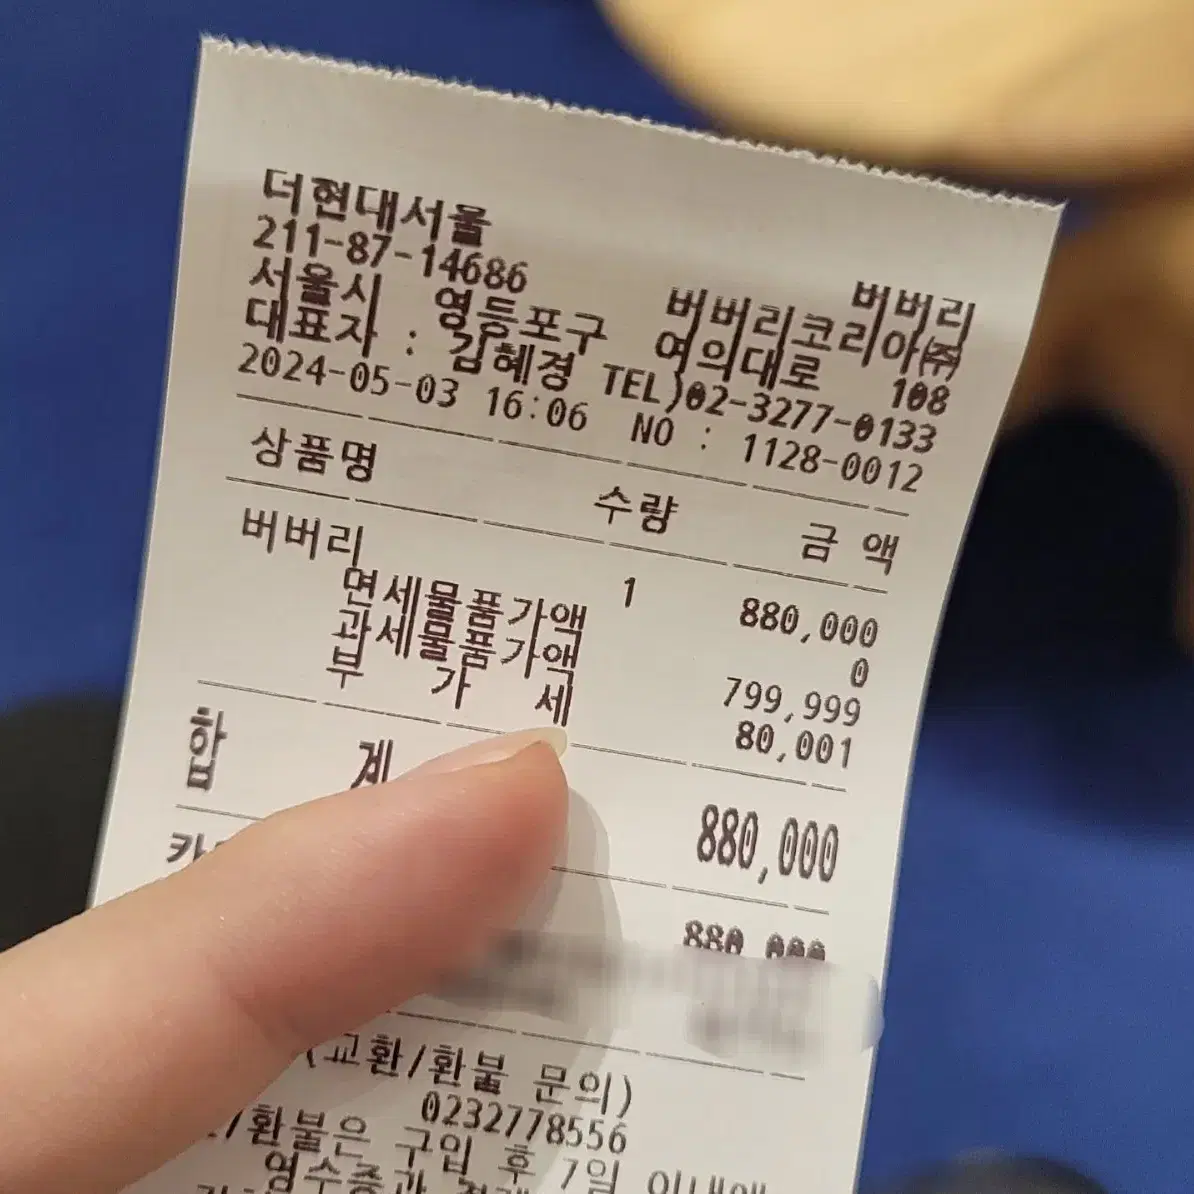 더현대서울 버버리
211-87-14686 버버리코리아㈜
서울시 영등포구 여의대로 108
대표자 : 김혜경 TEL)02-3277-0133
2024-05-03 16:06 NO : 1128-0012
상품명 수량 금 액
버버리 1 880,000
면세물품가액 0
과세물품가액 799,999
부 가 세 80,001
합 계 880,000
880,000
(교환/환불 문의)
0232778556
/환불은 구입 후 7일 이내에
영수증과